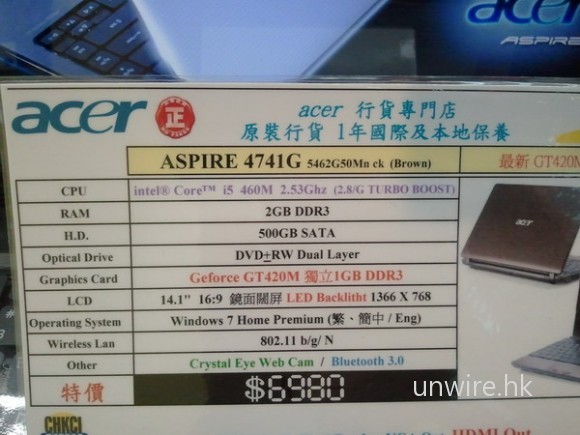 acer
ASPIRE
acer
正
acer 行貨專門店
原裝行貨 1年國際及本地保養
ASPIRE 4741G 5462G50Mn ck (Brown)
最新 GT420M
CPU intel® Core™ i5 460M 2.53Ghz (2.8/G TURBO BOOST)
RAM 2GB DDR3
H.D. 500GB SATA
Optical Drive DVD±RW Dual Layer
Graphics Card Geforce GT420M 獨立1GB DDR3
LCD 14.1" 16:9 鏡面闊屏 LED Backlitht 1366 X 768
Operating System Windows 7 Home Premium (繁、簡中 / Eng)
Wireless Lan 802.11 b/g/ N
Other Crystal Eye Web Cam / Bluetooth 3.0
特價 $6980
acer
unwire.hk
CHKCI
HDMI Out